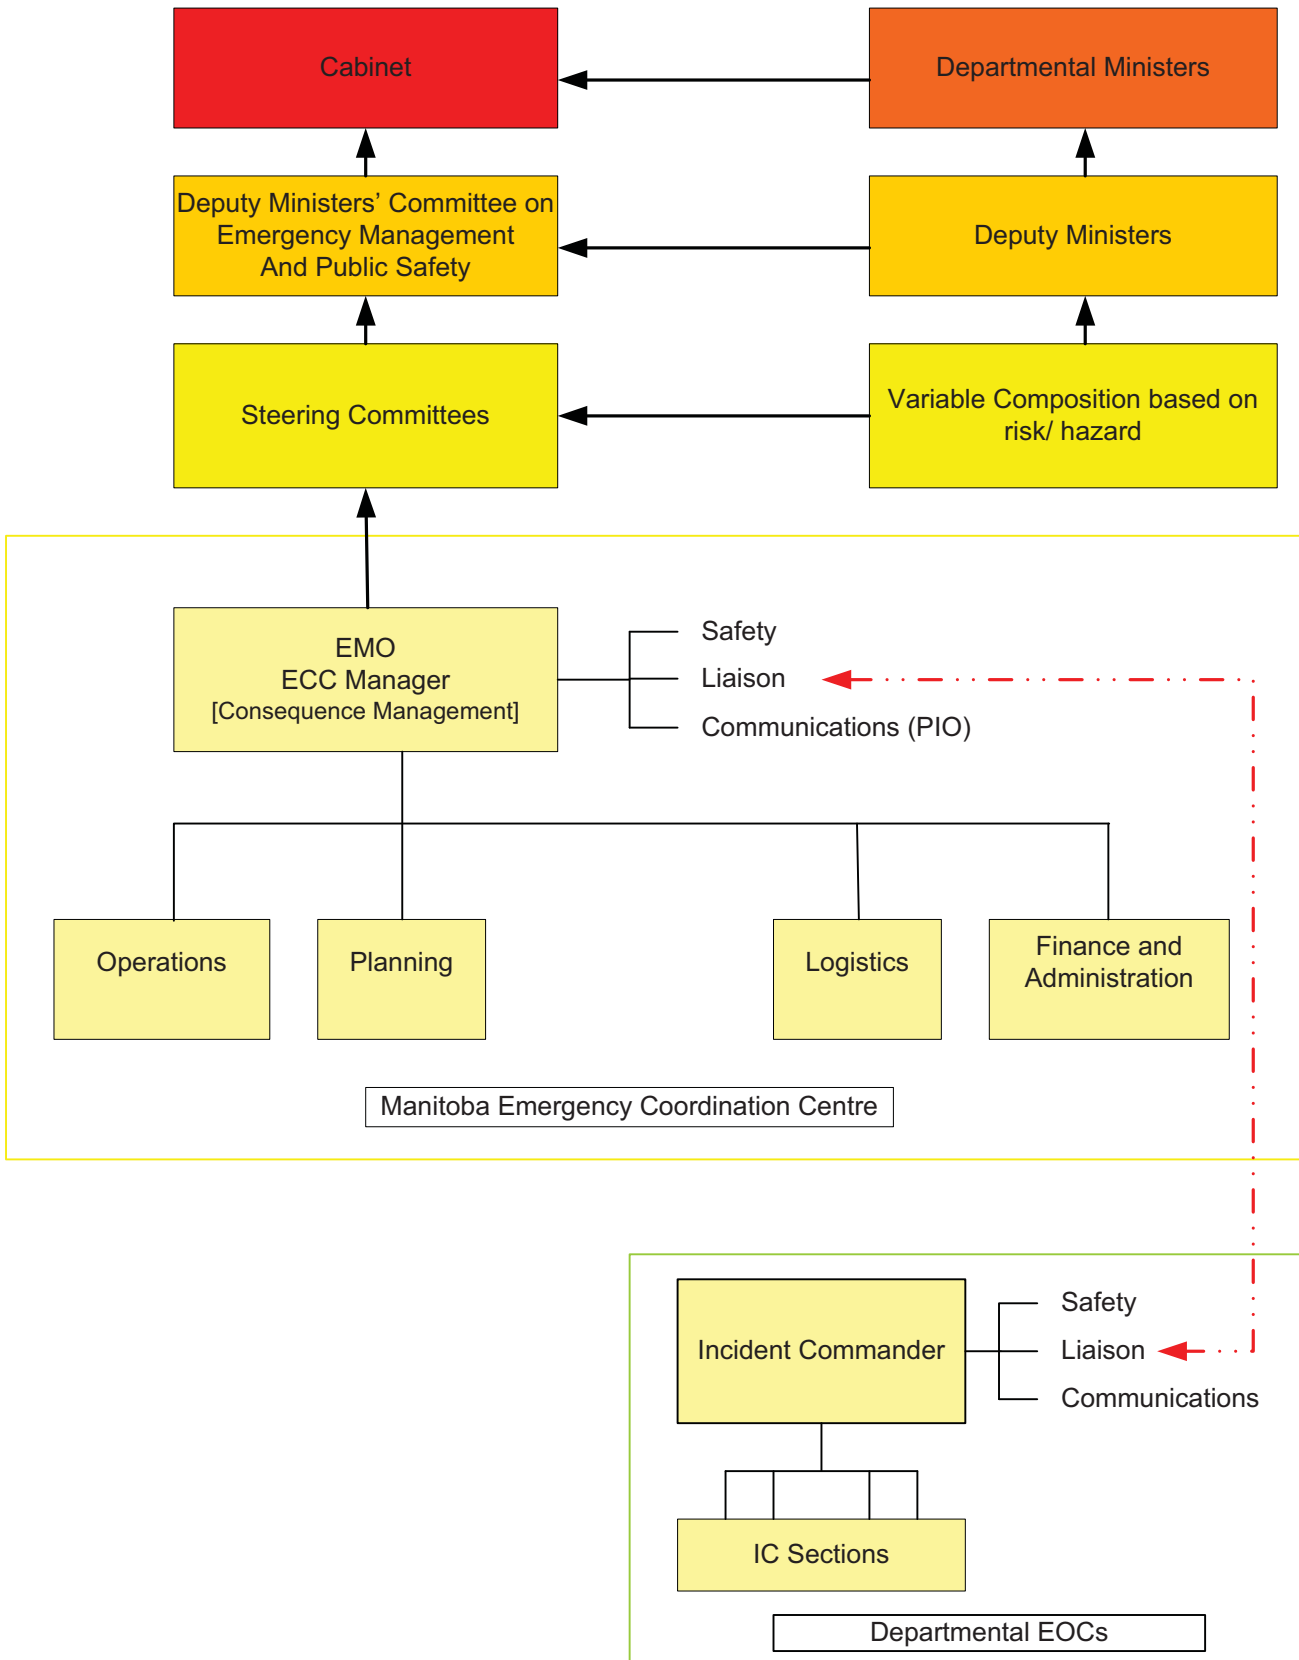 Cabinet
Departmental Ministers
Deputy Ministers’ Committee on
Emergency Management
And Public Safety
Deputy Ministers
Steering Committees
Variable Composition based on
risk/ hazard
EMO
ECC Manager
[Consequence Management]
Safety
Liaison
Communications (PIO)
Operations
Planning
Logistics
Finance and
Administration
Manitoba Emergency Coordination Centre
Incident Commander
Safety
Liaison
Communications
IC Sections
Departmental EOCs